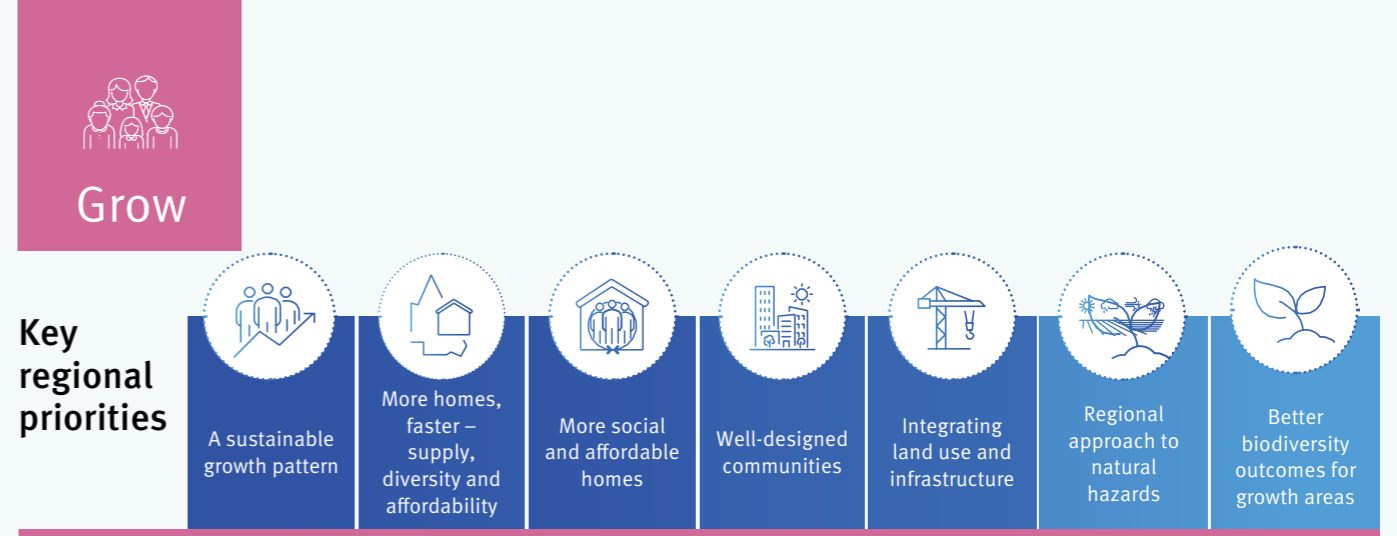 Grow
Key
regional
priorities
A sustainable
growth pattern
More homes,
faster –
supply,
diversity and
affordability
More social
and affordable
homes
Well-designed
communities
Integrating
land use and
infrastructure
Regional
approach to
natural
hazards
Better
biodiversity
outcomes for
growth areas